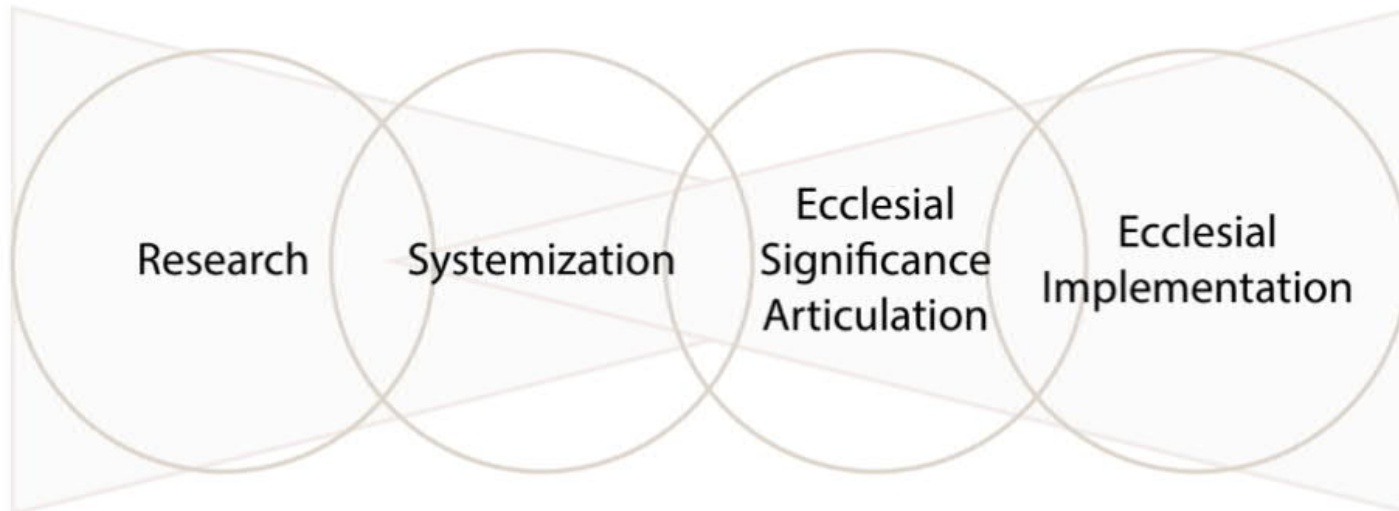 Research
Systemization
Ecclesial
Significance
Articulation
Ecclesial
Implementation